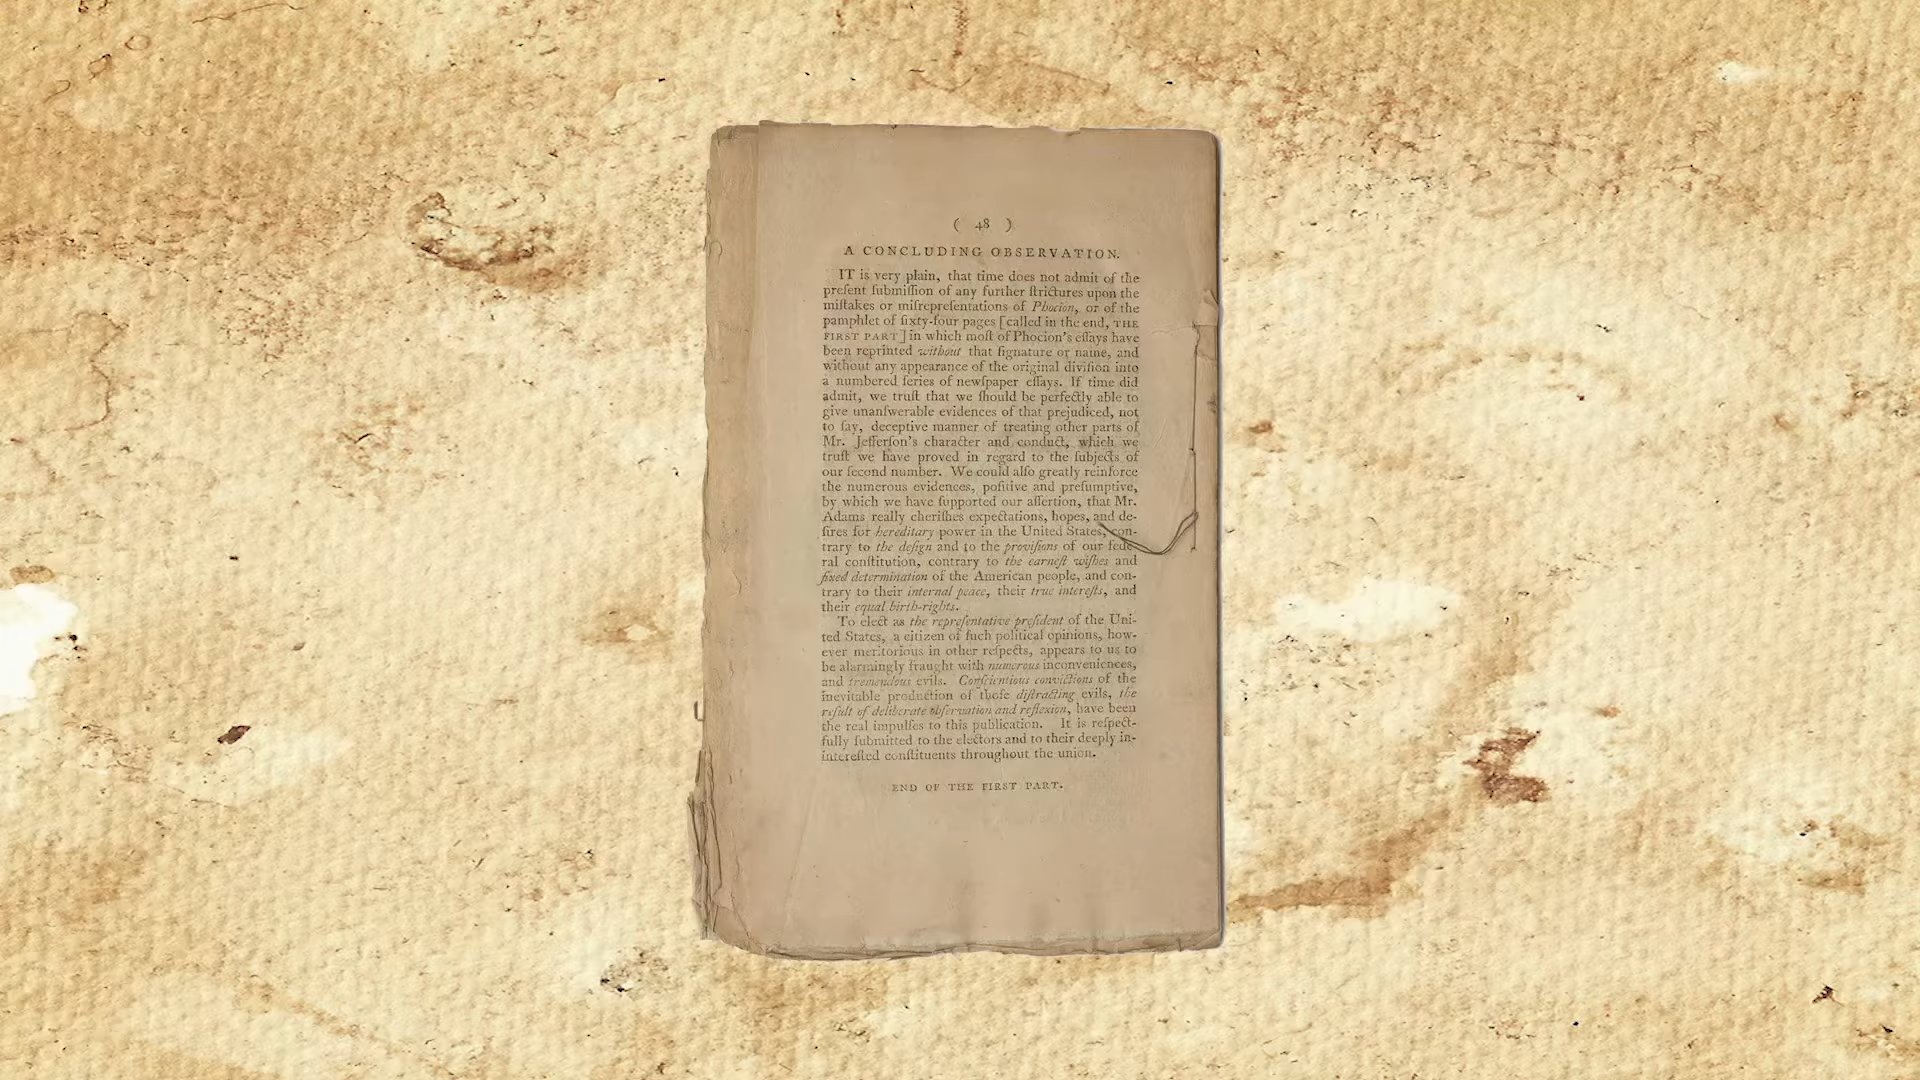 ( 48 )
A CONCLUDING OBSERVATION.
IT is very plain, that time does not admit of the
preſent ſubmiſſion of any further ſtrictures upon the
miſtakes or miſrepreſentations of Phocion, or of the
pamphlet of ſixty-four pages [called in the end, THE
FIRST PART] in which moſt of Phocion's eſſays have
been reprinted without that ſignature or name, and
without any appearance of the original diviſion into
a numbered ſeries of newſpaper eſſays. If time did
admit, we truſt that we ſhould be perfectly able to
give unanſwerable evidences of that prejudiced, not
to ſay, deceptive manner of treating other parts of
Mr. Jefferſon's character and conduct, which we
truſt we have proved in regard to the ſubjects of
our ſecond number. We could alſo greatly reinforce
the numerous evidences, poſitive and preſumptive,
by which we have ſupported our aſſertion, that Mr.
Adams really cheriſhes expectations, hopes, and de-
ſires for hereditary power in the United States, con-
trary to the deſign and to the proviſions of our fede-
ral conſtitution, contrary to the earneſt wiſhes and
fixed determination of the American people, and con-
trary to their internal peace, their true intereſts, and
their equal birth-rights.
To elect as the repreſentative preſident of the Uni-
ted States, a citizen of ſuch political opinions, how-
ever meritorious in other reſpects, appears to us to
be alarmingly fraught with numerous inconveniences,
and tremendous evils. Conſcientious convictions of the
inevitable production of thoſe diſtracting evils, the
reſult of deliberate obſervation and reflexion, have been
the real impulſes to this publication. It is reſpect-
fully ſubmitted to the electors and to their deeply in-
intereſted conſtituents throughout the union.
END OF THE FIRST PART.